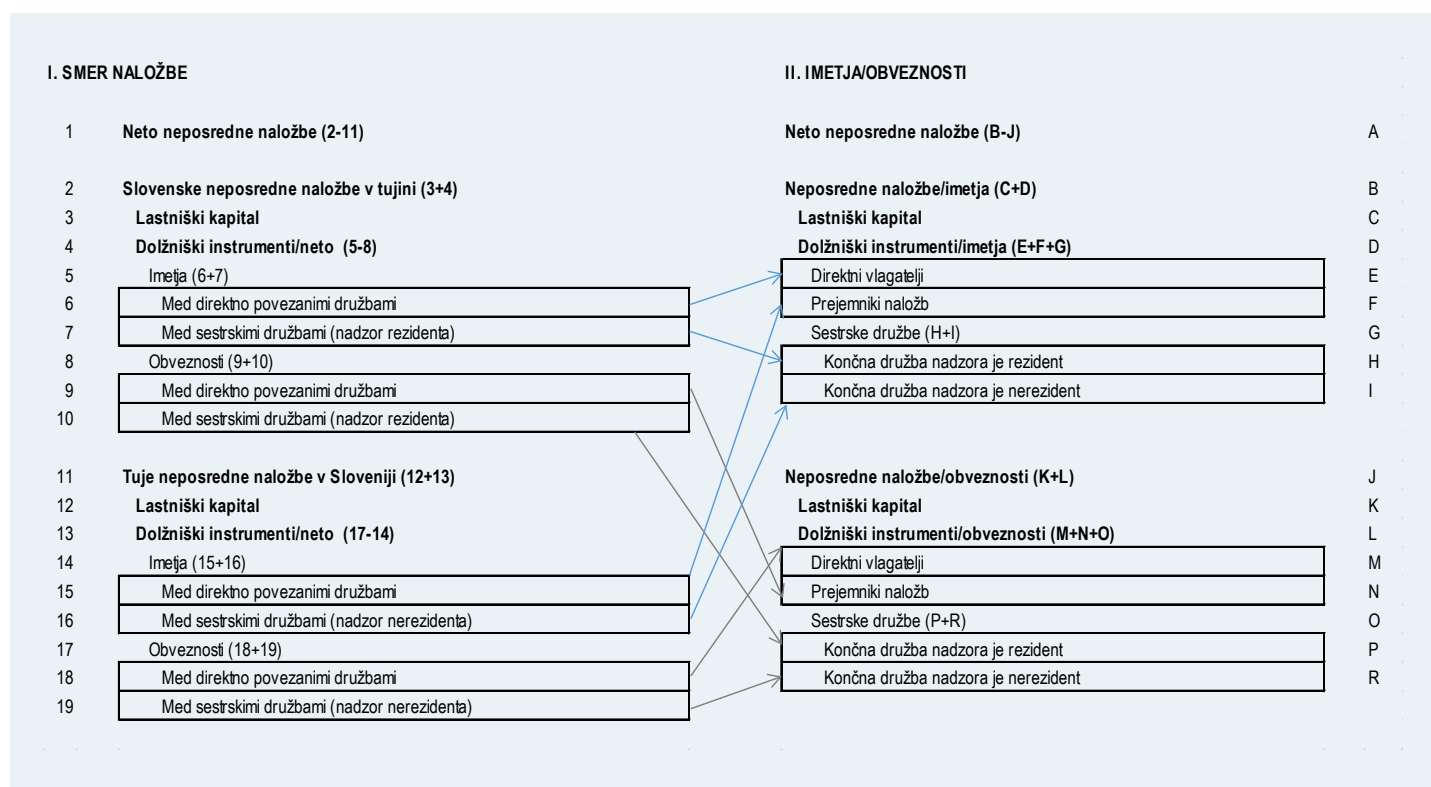 I. SMER NALOŽBE II. IMETJA/OBVEZNOSTI
1 Neto neposredne naložbe (2-11) Neto neposredne naložbe (B-J) A
2 Slovenske neposredne naložbe v tujini (3+4) Neposredne naložbe/imetja (C+D) B
3 Lastniški kapital Lastniški kapital C
4 Dolžniški instrumenti/neto (5-8) Dolžniški instrumenti/imetja (E+F+G) D
5 Imetja (6+7) Direktni vlagatelji E
6 Med direktno povezanimi družbami Prejemniki naložb F
7 Med sestrskimi družbami (nadzor rezidenta) Sestrske družbe (H+I) G
8 Obveznosti (9+10) Končna družba nadzora je rezident H
9 Med direktno povezanimi družbami Končna družba nadzora je nerezident I
10 Med sestrskimi družbami (nadzor rezidenta)
11 Tuje neposredne naložbe v Sloveniji (12+13) Neposredne naložbe/obveznosti (K+L) J
12 Lastniški kapital Lastniški kapital K
13 Dolžniški instrumenti/neto (17-14) Dolžniški instrumenti/obveznosti (M+N+O) L
14 Imetja (15+16) Direktni vlagatelji M
15 Med direktno povezanimi družbami Prejemniki naložb N
16 Med sestrskimi družbami (nadzor nerezidenta) Sestrske družbe (P+R) O
17 Obveznosti (18+19) Končna družba nadzora je rezident P
18 Med direktno povezanimi družbami Končna družba nadzora je nerezident R
19 Med sestrskimi družbami (nadzor nerezidenta)